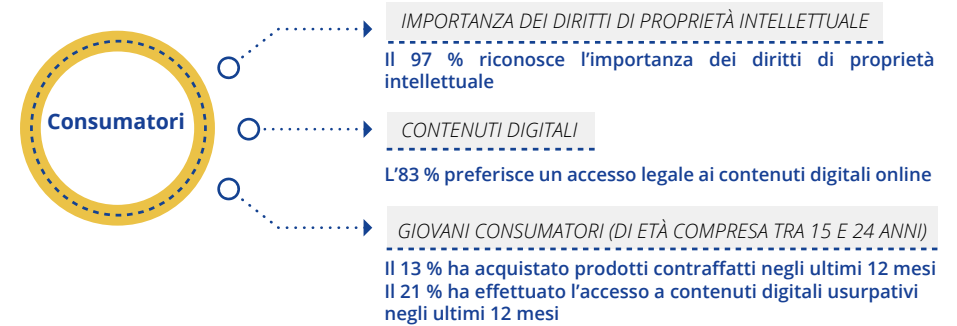 Consumatori
IMPORTANZA DEI DIRITTI DI PROPRIETÀ INTELLETTUALE
Il 97 % riconosce l’importanza dei diritti di proprietà
intellettuale
CONTENUTI DIGITALI
L’83 % preferisce un accesso legale ai contenuti digitali online
GIOVANI CONSUMATORI (DI ETÀ COMPRESA TRA 15 E 24 ANNI)
Il 13 % ha acquistato prodotti contraffatti negli ultimi 12 mesi
Il 21 % ha effettuato l’accesso a contenuti digitali usurpativi
negli ultimi 12 mesi